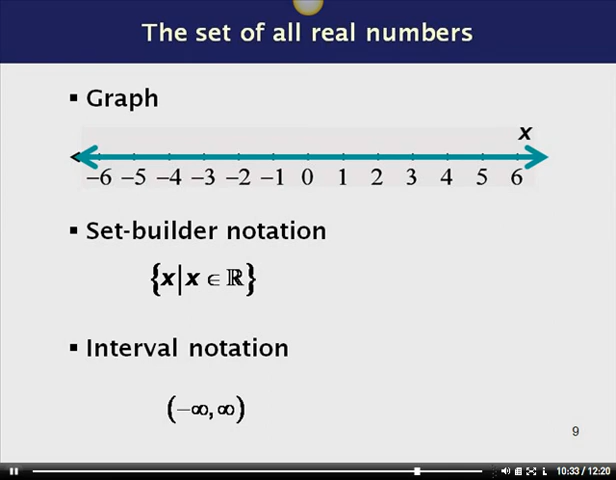 The set of all real numbers
▪ Graph
x
−6 −5 −4 −3 −2 −1 0 1 2 3 4 5 6
▪ Set-builder notation
{x|x ∈ ℝ}
▪ Interval notation
(−∞, ∞)
9
10:33 / 12:20